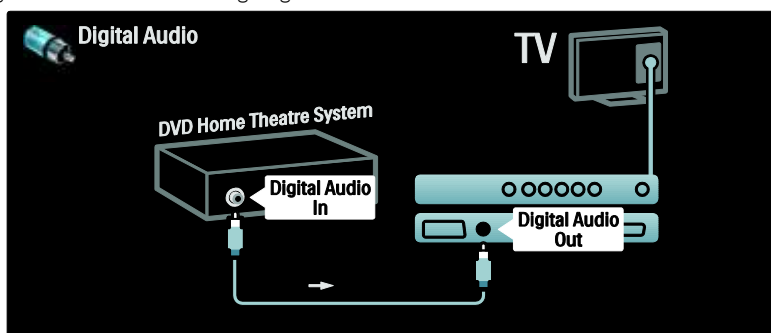 Digital Audio
TV
DVD Home Theatre System
Digital Audio
In
Digital Audio
Out